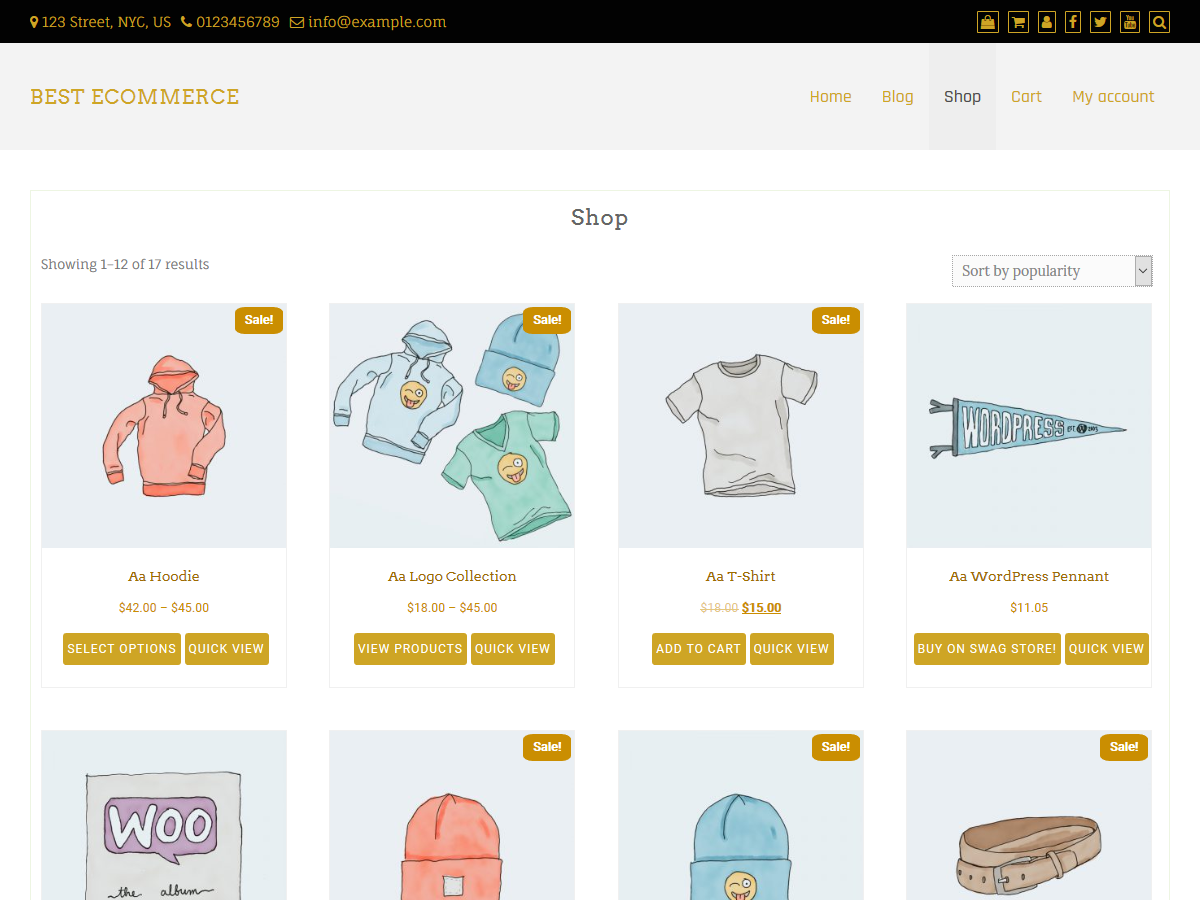 123 Street, NYC, US 0123456789 info@example.com
BEST ECOMMERCE
Home Blog Shop Cart My account
Shop
Showing 1–12 of 17 results
Sort by popularity
Sale! Sale! Sale!
WORDPRESS EST. W 2003
Aa Hoodie
$42.00 – $45.00
SELECT OPTIONS QUICK VIEW
Aa Logo Collection
$18.00 – $45.00
VIEW PRODUCTS QUICK VIEW
Aa T-Shirt
$18.00 $15.00
ADD TO CART QUICK VIEW
Aa WordPress Pennant
$11.05
BUY ON SWAG STORE! QUICK VIEW
Sale! Sale! Sale!
WOO
the album